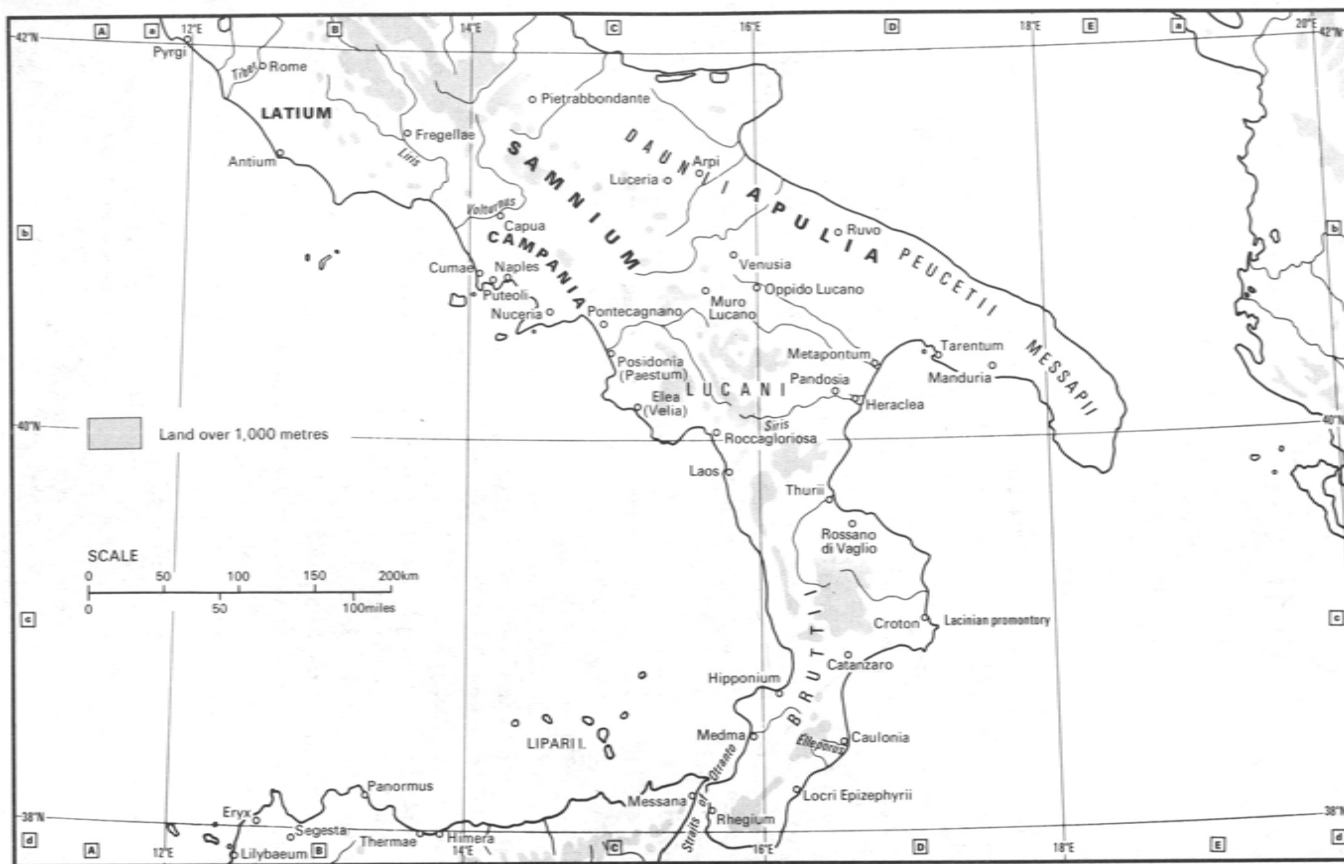 A
a
12°E
B
14°E
C
16°E
D
18°E
E
a
20°E
42°N
42°N
Pyrgi
Tiber
Rome
LATIUM
Pietrabbondante
Fregellae
Liris
Antium
SAMNIUM
DAUNII
Arpi
Luceria
APULIA
Volturnus
Capua
CAMPANIA
b
b
Ruvo
PEUCETII
Venusia
Cumae
Naples
Puteoli
Nuceria
Oppido Lucano
Muro
Lucano
Pontecagnano
Posidonia
(Paestum)
Metapontum
Tarentum
MESSAPII
Manduria
Pandosia
LUCANI
Heraclea
Ellea
(Velia)
Siris
40°N
40°N
Land over 1,000 metres
Roccagloriosa
Laos
Thurii
Rossano
di Vaglio
SCALE
0 50 100 150 200km
0 50 100miles
c
c
BRUTTII
Croton
Lacinian promontory
Catanzaro
Hipponium
Medma
LIPARI I.
Elleporus
Caulonia
Straits of Otranto
Panormus
Messana
Locri Epizephyrii
Rhegium
Eryx
Segesta
Thermae
Himera
Lilybaeum
38°N
38°N
d
A
12°E
B
14°E
C
16°E
D
18°E
E
d